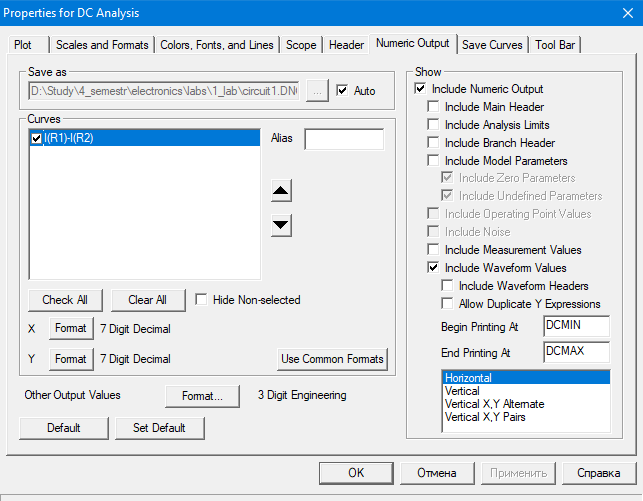 Properties for DC Analysis
Plot
Scales and Formats
Colors, Fonts, and Lines
Scope
Header
Numeric Output
Save Curves
Tool Bar
Save as
D:\Study\4_semestr\electronics\labs\1_lab\circuit1.DN
...
Auto
Curves
I(R1)-I(R2)
Alias
Check All
Clear All
Hide Non-selected
X
Format
7 Digit Decimal
Y
Format
7 Digit Decimal
Use Common Formats
Other Output Values
Format...
3 Digit Engineering
Default
Set Default
Show
Include Numeric Output
Include Main Header
Include Analysis Limits
Include Branch Header
Include Model Parameters
Include Zero Parameters
Include Undefined Parameters
Include Operating Point Values
Include Noise
Include Measurement Values
Include Waveform Values
Include Waveform Headers
Allow Duplicate Y Expressions
Begin Printing At
DCMIN
End Printing At
DCMAX
Horizontal
Vertical
Vertical X,Y Alternate
Vertical X,Y Pairs
OK
Отмена
Применить
Справка